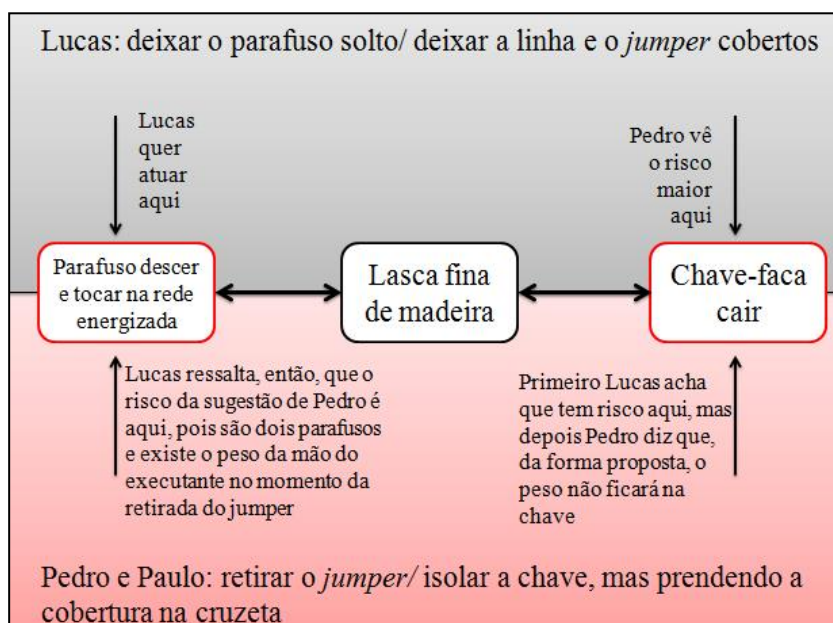 Lucas: deixar o parafuso solto/ deixar a linha e o jumper cobertos
Lucas
quer
atuar
aqui
Pedro vê
o risco
maior
aqui
Parafuso descer
e tocar na rede
energizada
Lasca fina
de madeira
Chave-faca
cair
Lucas ressalta, então, que o
risco da sugestão de Pedro é
aqui, pois são dois parafusos
e existe o peso da mão do
executante no momento da
retirada do jumper
Primeiro Lucas acha
que tem risco aqui, mas
depois Pedro diz que,
da forma proposta, o
peso não ficará na
chave
Pedro e Paulo: retirar o jumper/ isolar a chave, mas prendendo a
cobertura na cruzeta